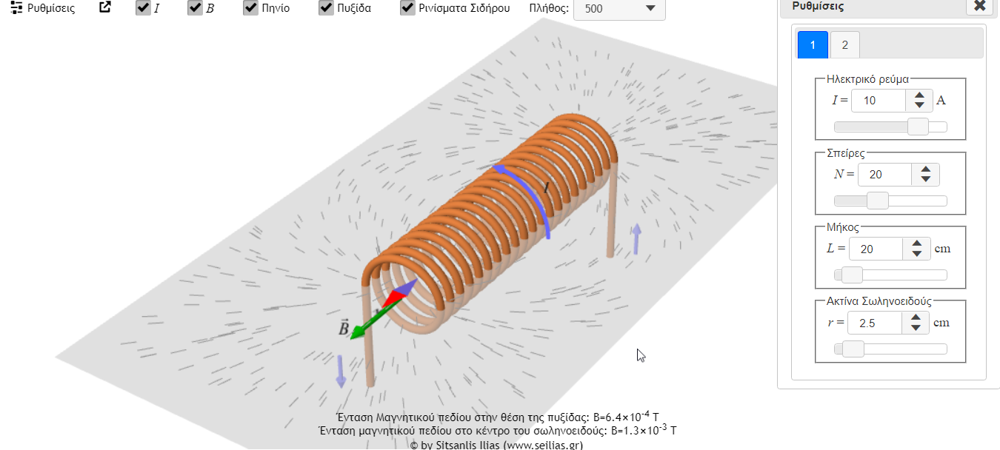 Ρυθμίσεις I B Πηνίο Πυξίδα Ρινίσματα Σιδήρου Πλήθος: 500
Ρυθμίσεις
1 2
Ηλεκτρικό ρεύμα
I = 10 A
Σπείρες
N = 20
Μήκος
L = 20 cm
Ακτίνα Σωληνοειδούς
r = 2.5 cm
I
B⃗
Ένταση Μαγνητικού πεδίου στην θέση της πυξίδας: B=6.4×10⁻⁴ T
Ένταση μαγνητικού πεδίου στο κέντρο του σωληνοειδούς: B=1.3×10⁻³ T
© by Sitsanlis Ilias (www.seilias.gr)